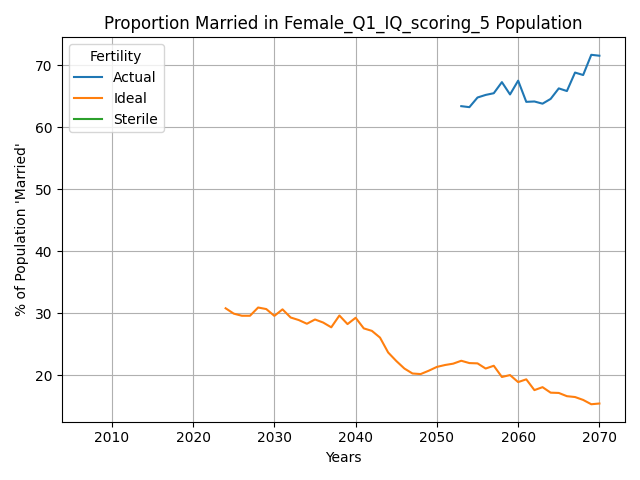 Proportion Married in Female_Q1_IQ_scoring_5 Population
Fertility
Actual
Ideal
Sterile
% of Population 'Married'
70
60
50
40
30
20
2010 2020 2030 2040 2050 2060 2070
Years